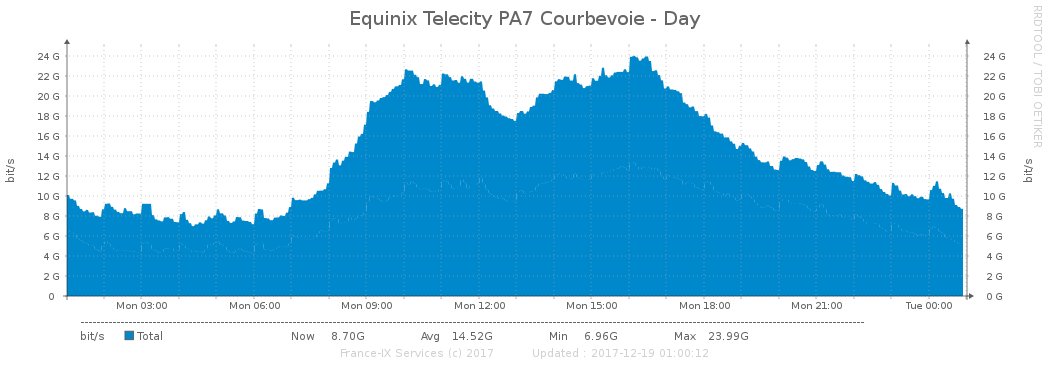 Equinix Telecity PA7 Courbevoie - Day
RRDTOOL / TOBI OETIKER
bit/s
24 G 24 G
22 G 22 G
20 G 20 G
18 G 18 G
16 G 16 G
14 G 14 G
12 G 12 G
10 G 10 G
8 G 8 G
6 G 6 G
4 G 4 G
2 G 2 G
0 0 G
bit/s
Mon 03:00 Mon 06:00 Mon 09:00 Mon 12:00 Mon 15:00 Mon 18:00 Mon 21:00 Tue 00:00
bit/s Total Now 8.70G Avg 14.52G Min 6.96G Max 23.99G
France-IX Services (c) 2017 Updated : 2017-12-19 01:00:12